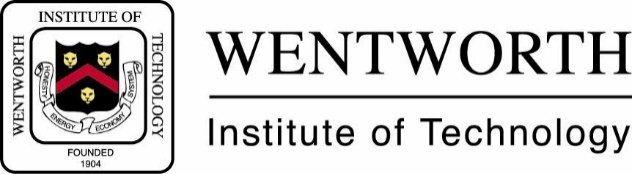 INSTITUTE OF
WENTWORTH
TECHNOLOGY
HONESTY
ENERGY
ECONOMY
SYSTEM
FOUNDED
1904
WENTWORTH
Institute of Technology